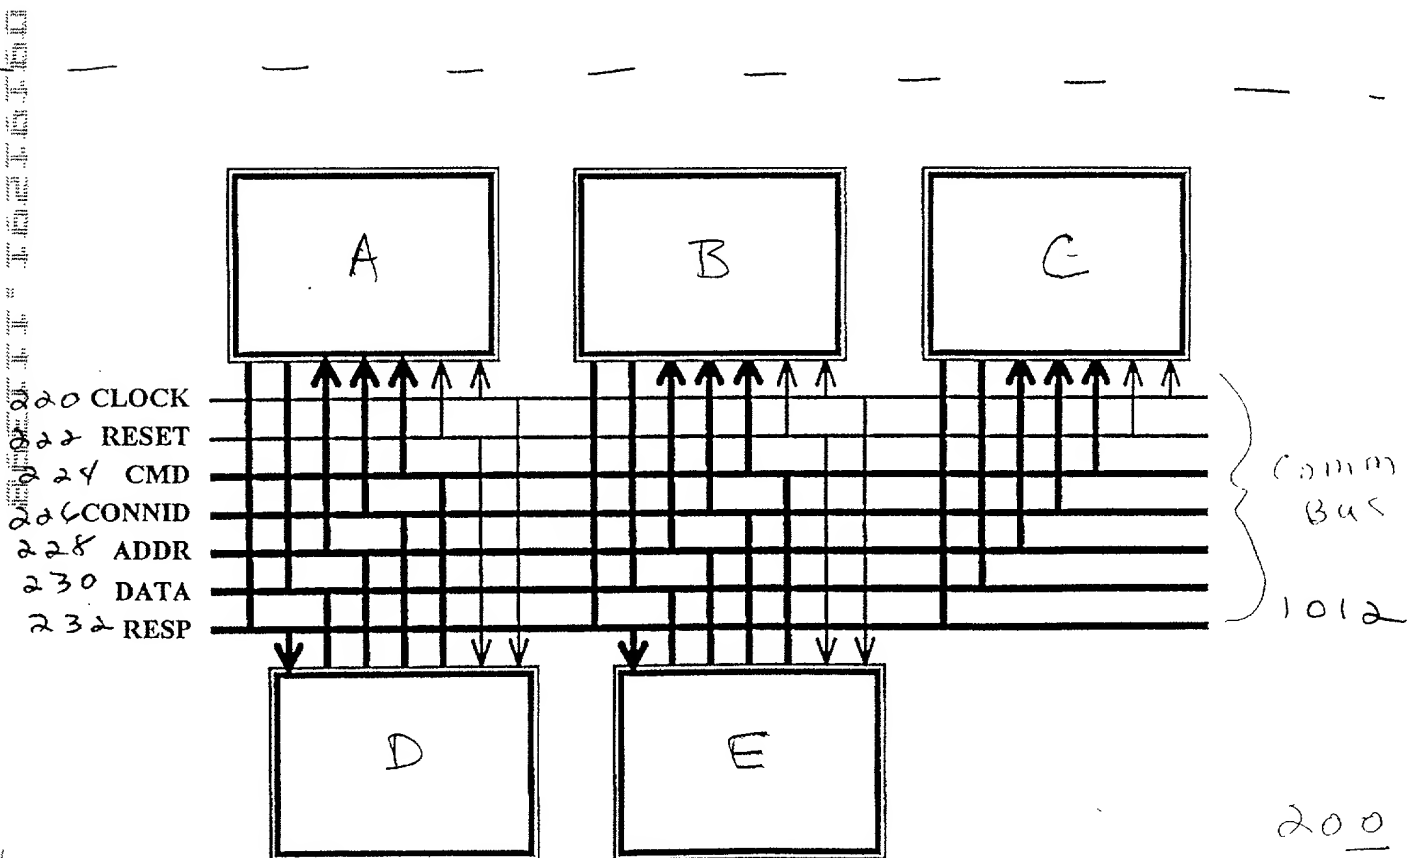 A
B
C
220 CLOCK
222 RESET
224 CMD
226 CONNID
228 ADDR
230 DATA
232 RESP
Comm
Bus
1012
D
E
200